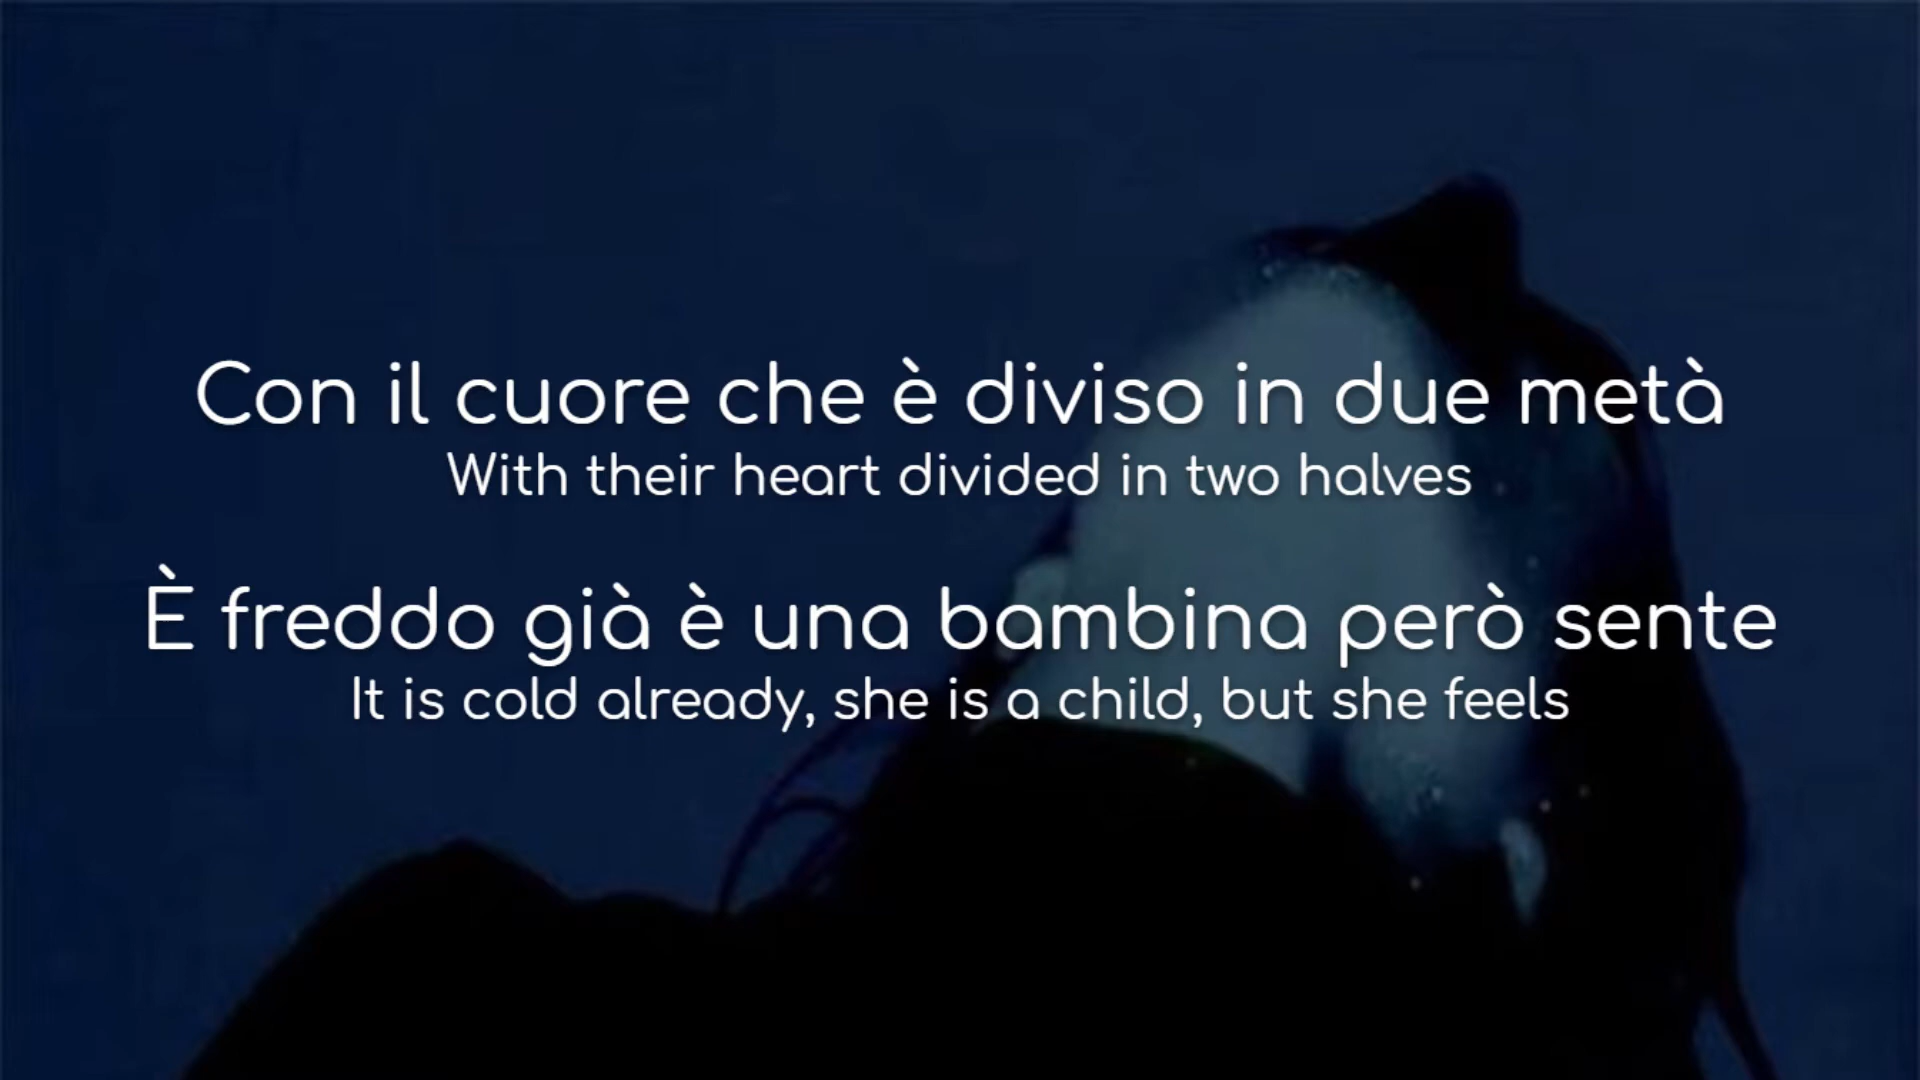 Con il cuore che è diviso in due metà
With their heart divided in two halves
È freddo già è una bambina però sente
It is cold already, she is a child, but she feels